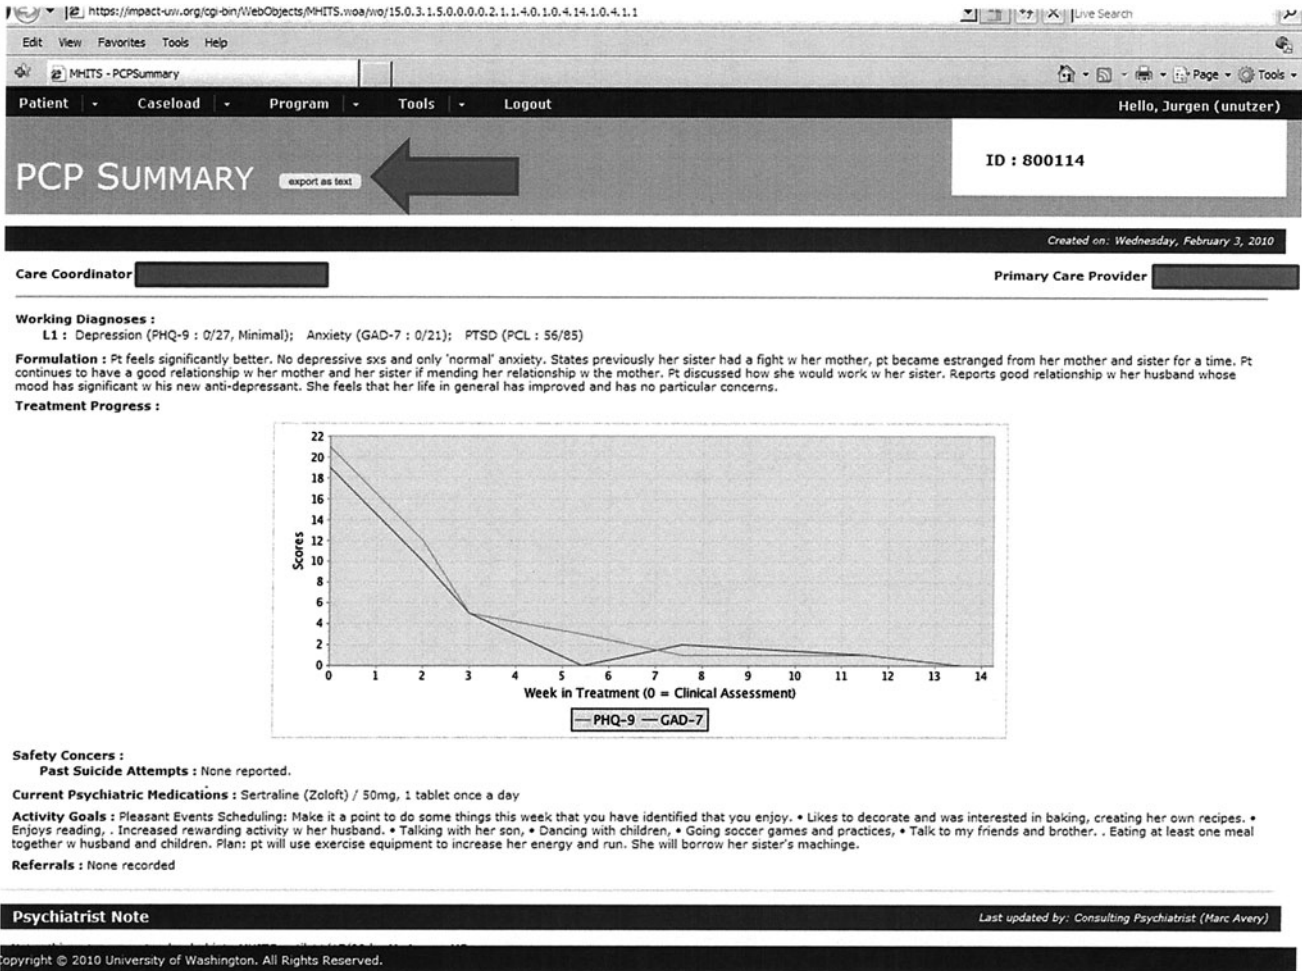 https://impact-uw.org/cgi-bin/WebObjects/MHITS.woa/wo/15.0.3.1.5.0.0.0.0.2.1.1.4.0.1.0.4.14.1.0.4.1.1
Live Search
Edit View Favorites Tools Help
MHITS - PCPSummary
Page Tools
Patient Caseload Program Tools Logout
Hello, Jurgen (unutzer)
PCP SUMMARY
export as text
ID : 800114
Created on: Wednesday, February 3, 2010
Care Coordinator
Primary Care Provider
Working Diagnoses :
L1 : Depression (PHQ-9 : 0/27, Minimal); Anxiety (GAD-7 : 0/21); PTSD (PCL : 56/85)
Formulation : Pt feels significantly better. No depressive sxs and only 'normal' anxiety. States previously her sister had a fight w her mother, pt became estranged from her mother and sister for a time. Pt
continues to have a good relationship w her mother and her sister if mending her relationship w the mother. Pt discussed how she would work w her sister. Reports good relationship w her husband whose
mood has significant w his new anti-depressant. She feels that her life in general has improved and has no particular concerns.
Treatment Progress :
22
20
18
16
14
12
10
8
6
4
2
0
Scores
0 1 2 3 4 5 6 7 8 9 10 11 12 13 14
Week in Treatment (0 = Clinical Assessment)
PHQ-9 GAD-7
Safety Concers :
Past Suicide Attempts : None reported.
Current Psychiatric Medications : Sertraline (Zoloft) / 50mg, 1 tablet once a day
Activity Goals : Pleasant Events Scheduling: Make it a point to do some things this week that you have identified that you enjoy. • Likes to decorate and was interested in baking, creating her own recipes. •
Enjoys reading, . Increased rewarding activity w her husband. • Talking with her son, • Dancing with children, • Going soccer games and practices, • Talk to my friends and brother. . Eating at least one meal
together w husband and children. Plan: pt will use exercise equipment to increase her energy and run. She will borrow her sister's machinge.
Referrals : None recorded
Psychiatrist Note
Last updated by: Consulting Psychiatrist (Marc Avery)
Copyright © 2010 University of Washington. All Rights Reserved.